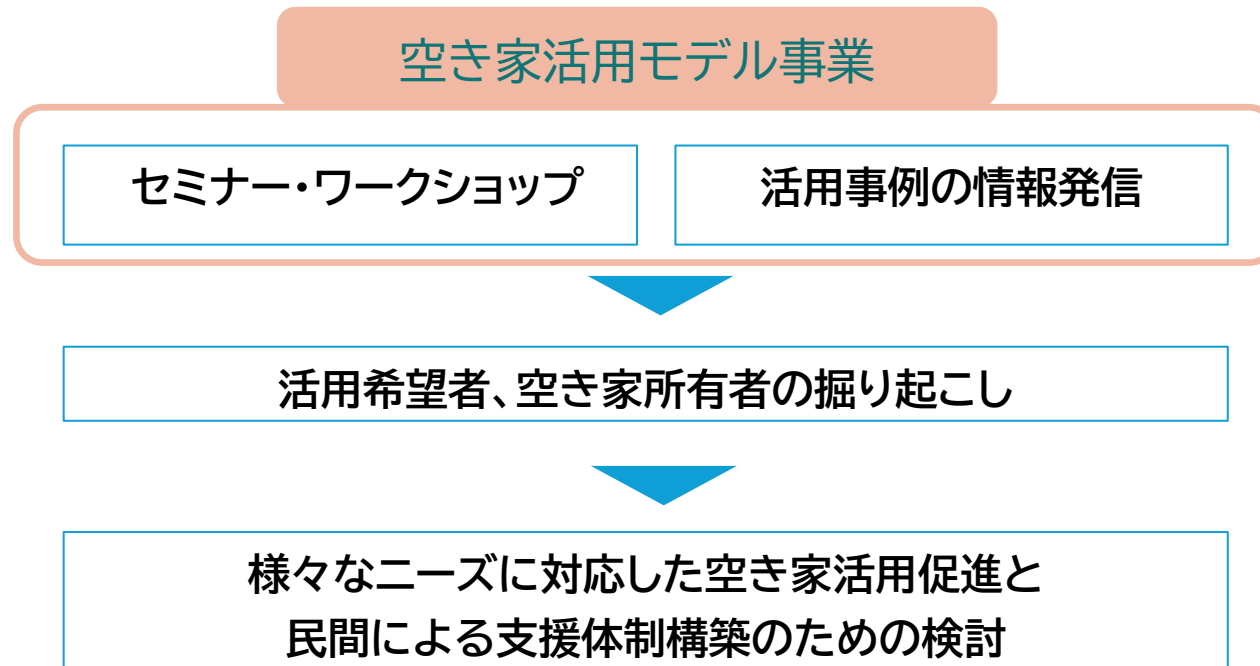 空き家活用モデル事業
セミナー・ワークショップ
活用事例の情報発信
活用希望者、空き家所有者の掘り起こし
様々なニーズに対応した空き家活用促進と
民間による支援体制構築のための検討